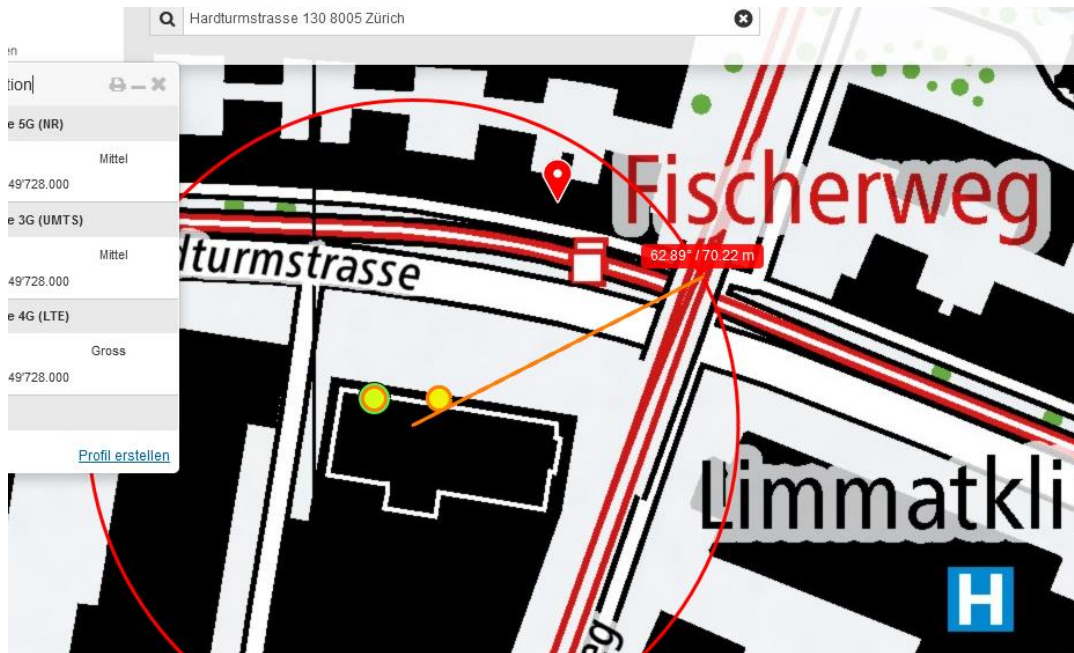 Hardturmstrasse 130 8005 Zürich
en
tion
e 5G (NR)
Mittel
49'728.000
e 3G (UMTS)
Mittel
49'728.000
e 4G (LTE)
Gross
49'728.000
Profil erstellen
Fischerweg
62.89° / 70.22 m
dturmstrasse
Limmatkli
H
eg